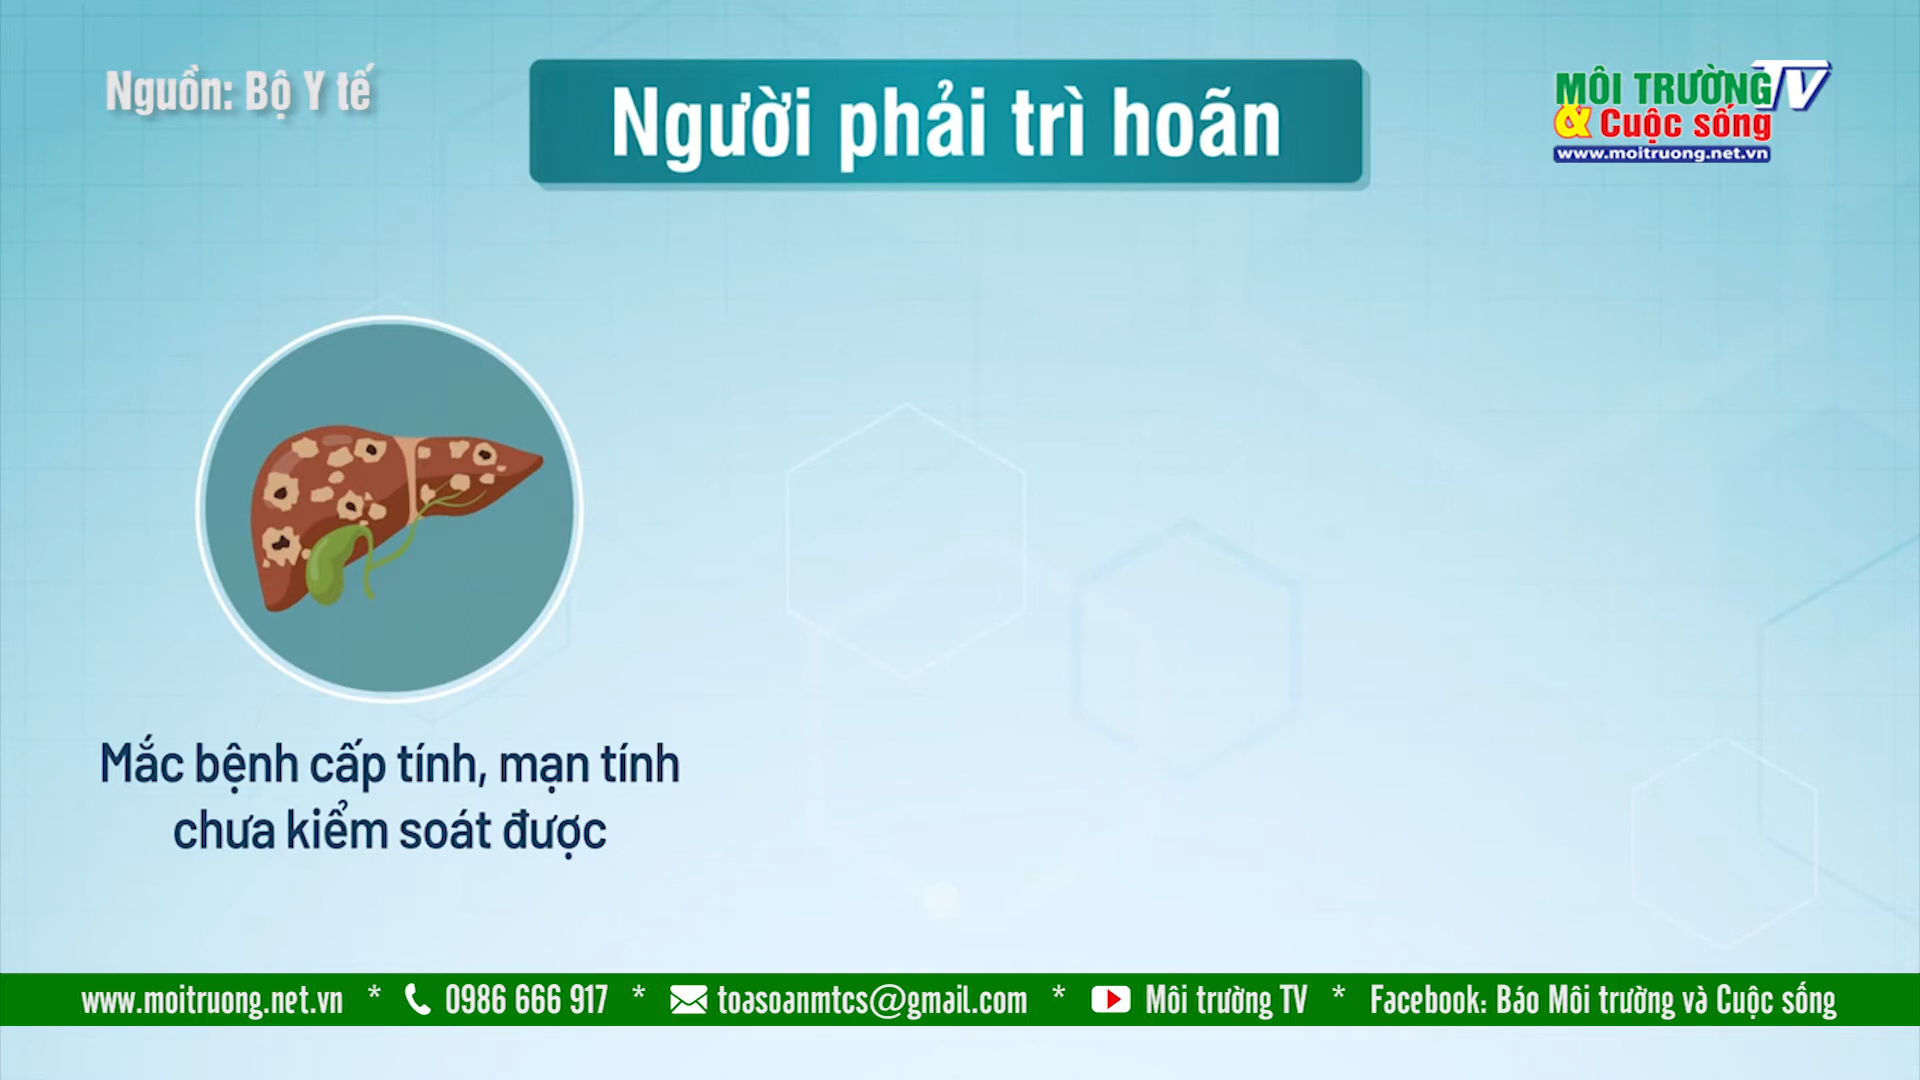 Nguồn: Bộ Y tế
Người phải trì hoãn
MÔI TRƯỜNG TV
& Cuộc sống
www.moitruong.net.vn
Mắc bệnh cấp tính, mạn tính
chưa kiểm soát được
www.moitruong.net.vn * 0986 666 917 * toasoanmtcs@gmail.com * Môi trường TV * Facebook: Báo Môi trường và Cuộc sống